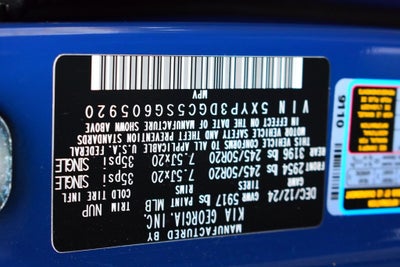 MANUFACTURED BY
KIA GEORGIA, INC.
DEC/12/24 GVWR 5917 lbs PAINT MLB TRIM NUP
GAWR TIRES RIMS COLD TIRE INFL
FRONT 2954 lbs 245/50R20 7.5Jx20 35psi SINGLE
REAR 3196 lbs 245/50R20 7.5Jx20 35psi SINGLE
THIS VEHICLE CONFORMS TO ALL APPLICABLE U.S.A. FEDERAL
MOTOR VEHICLE SAFETY AND THEFT PREVENTION STANDARDS
IN EFFECT ON THE DATE OF MANUFACTURE SHOWN ABOVE
VIN 5XYP3DGC5SG605920
MPV
9110